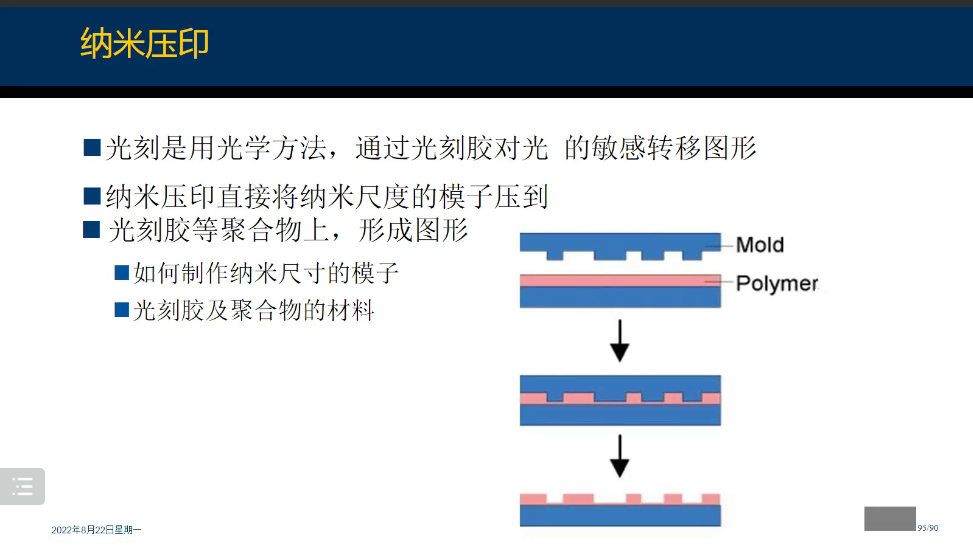 纳米压印
■光刻是用光学方法，通过光刻胶对光 的敏感转移图形
■纳米压印直接将纳米尺度的模子压到
■ 光刻胶等聚合物上，形成图形
■如何制作纳米尺寸的模子
■光刻胶及聚合物的材料
Mold
Polymer
2022年8月22日星期一
95/90